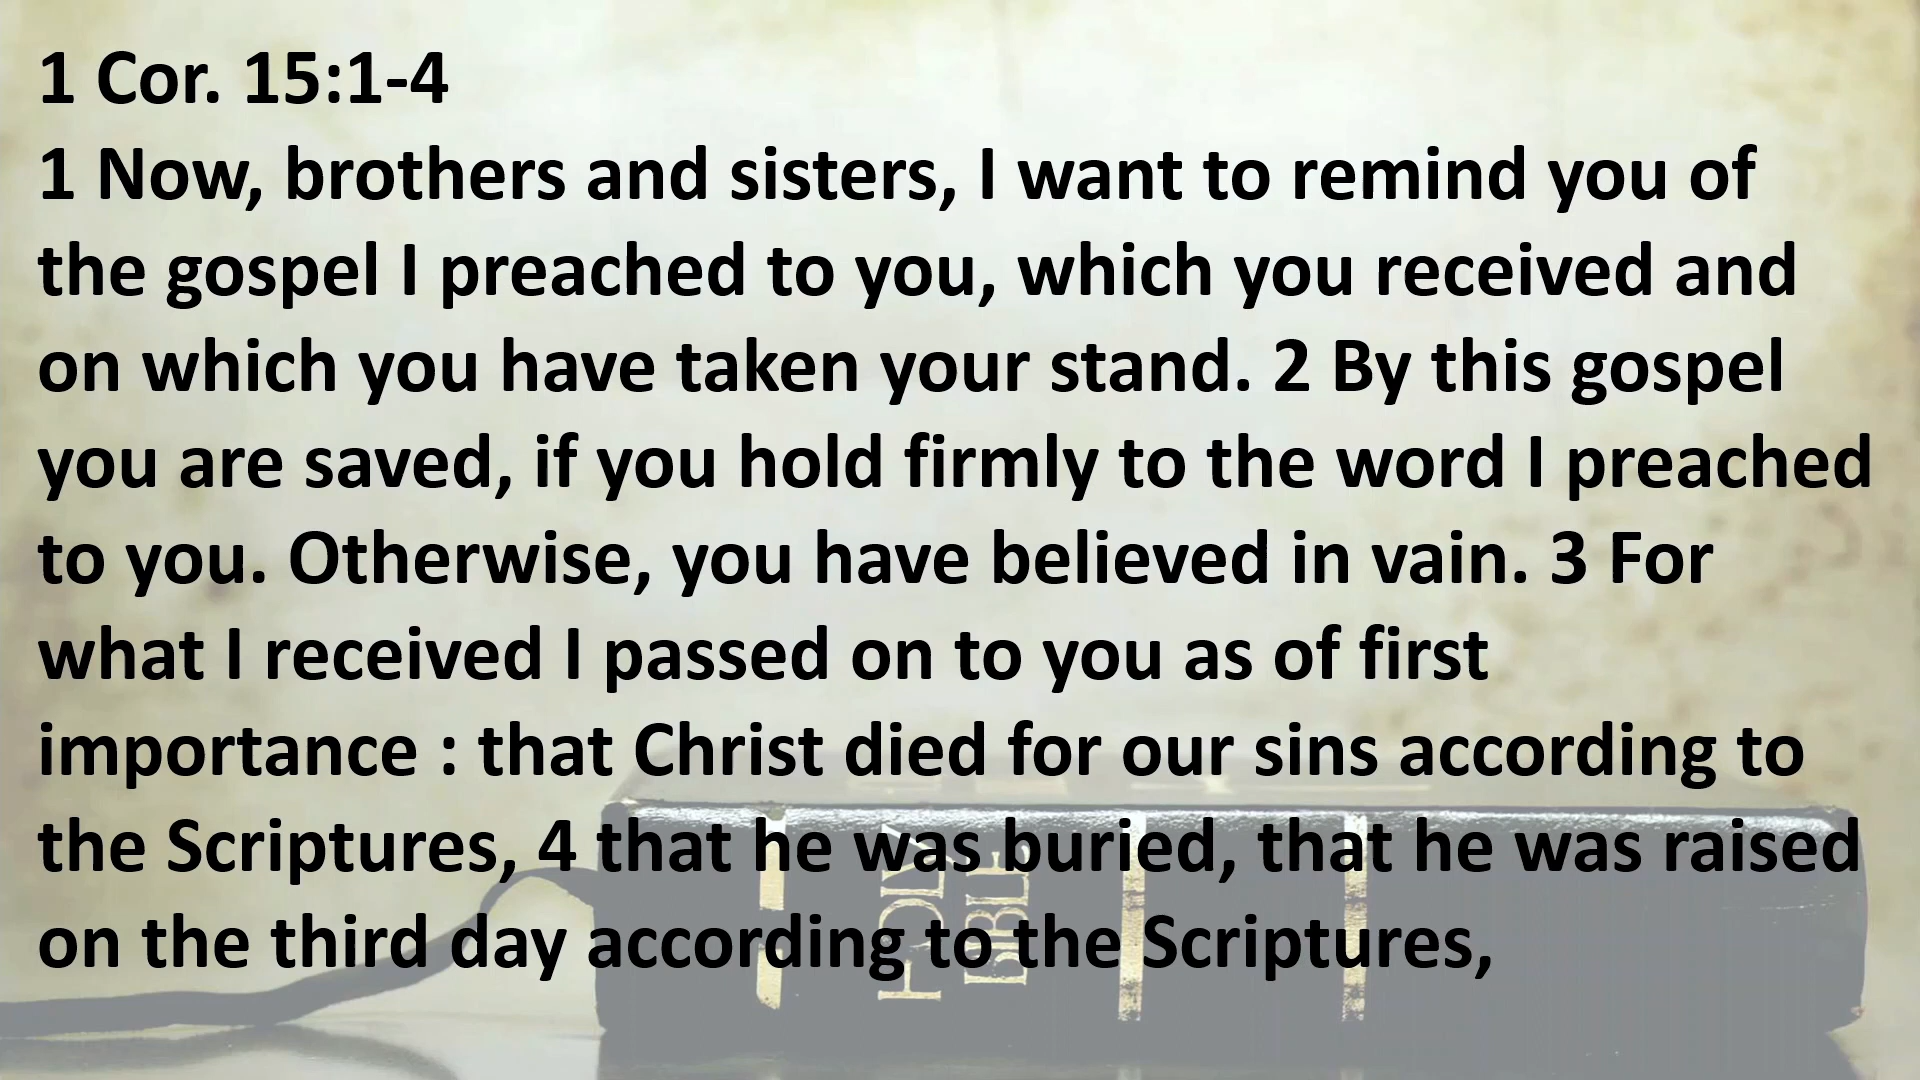 1 Cor. 15:1-4
1 Now, brothers and sisters, I want to remind you of
the gospel I preached to you, which you received and
on which you have taken your stand. 2 By this gospel
you are saved, if you hold firmly to the word I preached
to you. Otherwise, you have believed in vain. 3 For
what I received I passed on to you as of first
importance : that Christ died for our sins according to
the Scriptures, 4 that he was buried, that he was raised
on the third day according to the Scriptures,
HOLY
BIBLE